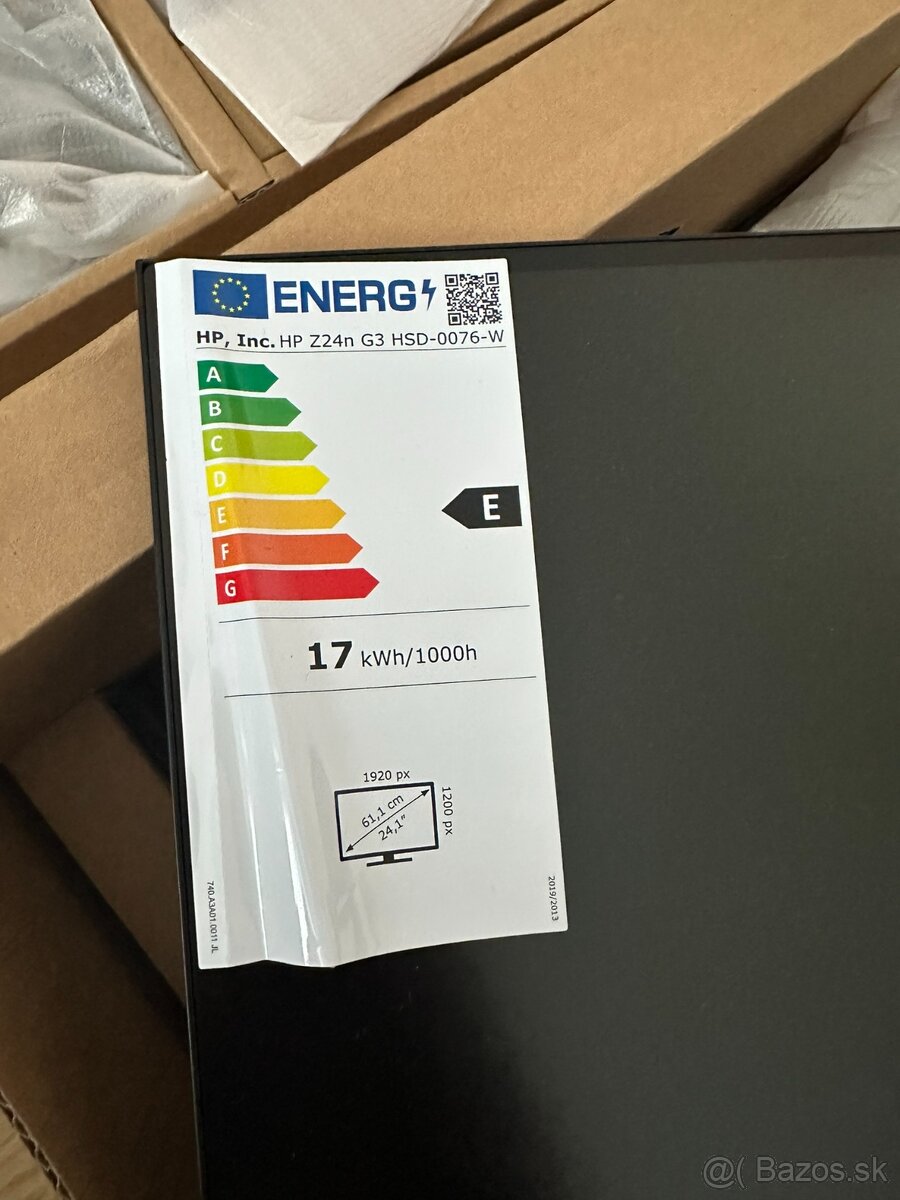 ENERG
HP, Inc. HP Z24n G3 HSD-0076-W
A
B
C
D
E
E
F
G
17 kWh/1000h
1920 px
1200 px
61,1 cm
24,1"
740.A3A01.0011 JL
2019/2013
@( Bazos.sk